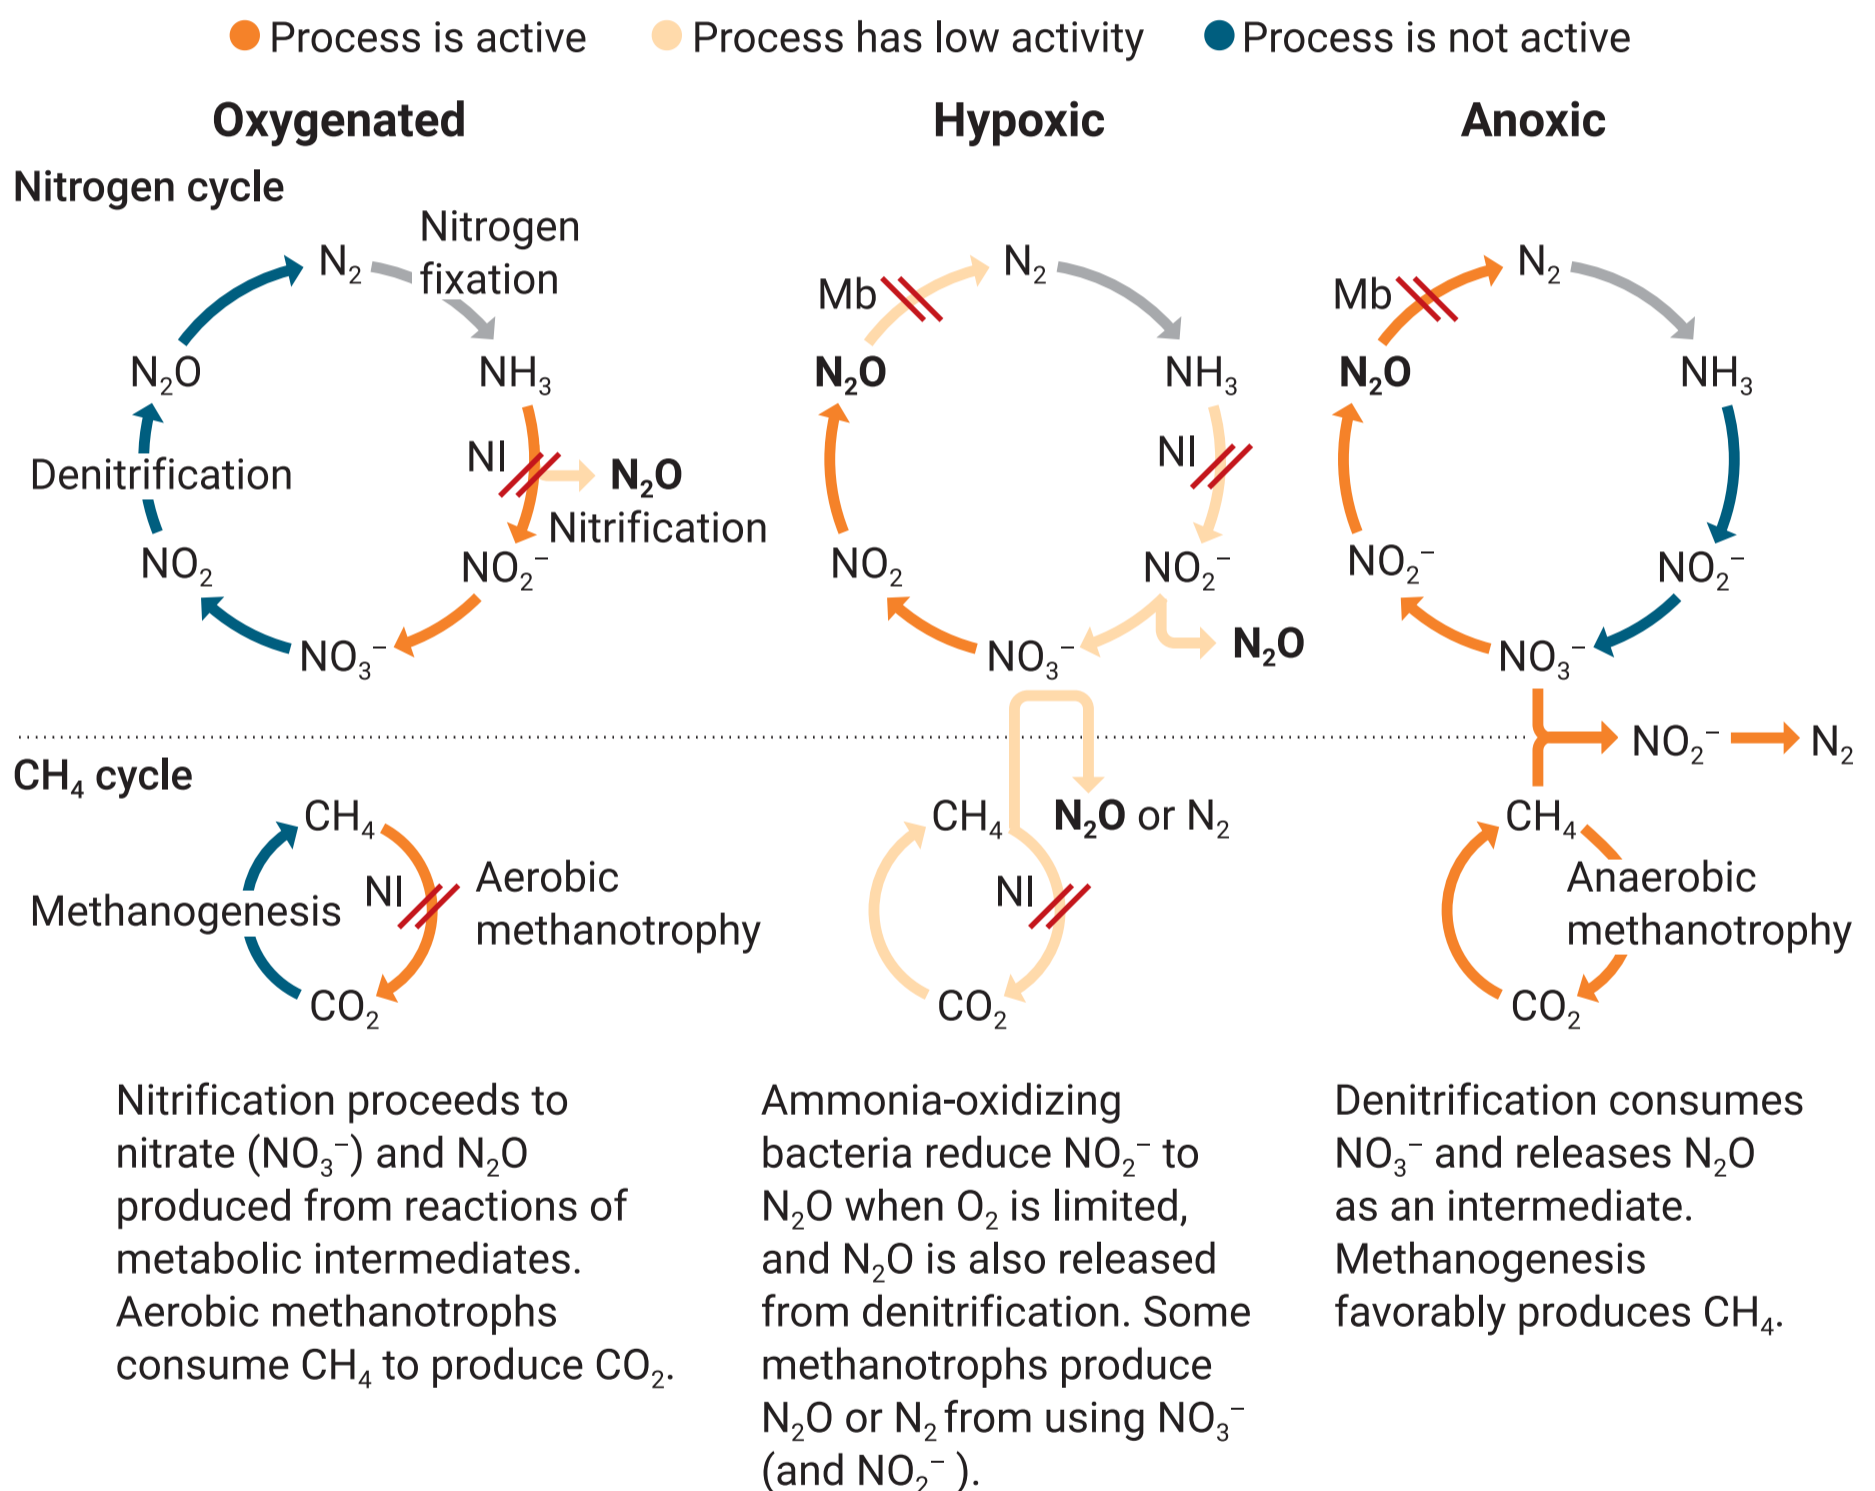 Process is active
Process has low activity
Process is not active
Oxygenated
Hypoxic
Anoxic
Nitrogen cycle
N₂
Nitrogen
fixation
N₂O
NH₃
NI
N₂O
Denitrification
Nitrification
NO₂
NO₂⁻
NO₃⁻
Mb
N₂
N₂O
NH₃
NI
NO₂
NO₂⁻
NO₃⁻
N₂O
Mb
N₂
N₂O
NH₃
NO₂⁻
NO₂⁻
NO₃⁻
NO₂⁻
N₂
CH₄ cycle
CH₄
Methanogenesis
NI
Aerobic
methanotrophy
CO₂
CH₄
N₂O or N₂
NI
CO₂
CH₄
Anaerobic
methanotrophy
CO₂
Nitrification proceeds to
nitrate (NO₃⁻) and N₂O
produced from reactions of
metabolic intermediates.
Aerobic methanotrophs
consume CH₄ to produce CO₂.
Ammonia-oxidizing
bacteria reduce NO₂⁻ to
N₂O when O₂ is limited,
and N₂O is also released
from denitrification. Some
methanotrophs produce
N₂O or N₂ from using NO₃⁻
(and NO₂⁻ ).
Denitrification consumes
NO₃⁻ and releases N₂O
as an intermediate.
Methanogenesis
favorably produces CH₄.